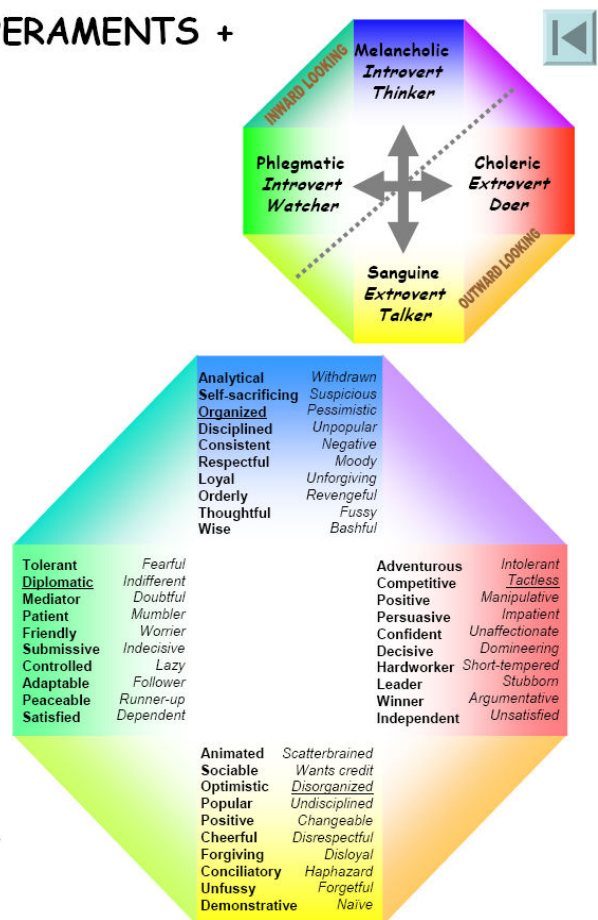 PERAMENTS +
INWARD LOOKING
Melancholic
Introvert
Thinker
Phlegmatic
Introvert
Watcher
Choleric
Extrovert
Doer
Sanguine
Extrovert
Talker
OUTWARD LOOKING
Analytical Withdrawn
Self-sacrificing Suspicious
Organized Pessimistic
Disciplined Unpopular
Consistent Negative
Respectful Moody
Loyal Unforgiving
Orderly Revengeful
Thoughtful Fussy
Wise Bashful
Tolerant Fearful
Diplomatic Indifferent
Mediator Doubtful
Patient Mumbler
Friendly Worrier
Submissive Indecisive
Controlled Lazy
Adaptable Follower
Peaceable Runner-up
Satisfied Dependent
Adventurous Intolerant
Competitive Tactless
Positive Manipulative
Persuasive Impatient
Confident Unaffectionate
Decisive Domineering
Hardworker Short-tempered
Leader Stubborn
Winner Argumentative
Independent Unsatisfied
Animated Scatterbrained
Sociable Wants credit
Optimistic Disorganized
Popular Undisciplined
Positive Changeable
Cheerful Disrespectful
Forgiving Disloyal
Conciliatory Haphazard
Unfussy Forgetful
Demonstrative Naïve